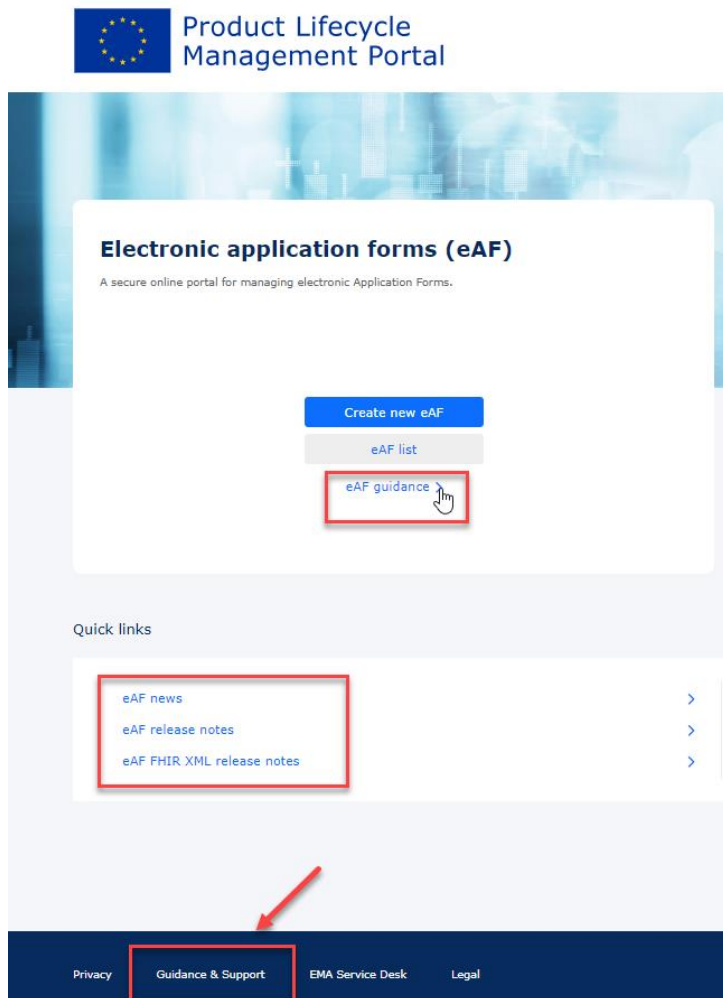 Product Lifecycle
Management Portal
Electronic application forms (eAF)
A secure online portal for managing electronic Application Forms.
Create new eAF
eAF list
eAF guidance
Quick links
eAF news
eAF release notes
eAF FHIR XML release notes
Privacy Guidance & Support EMA Service Desk Legal